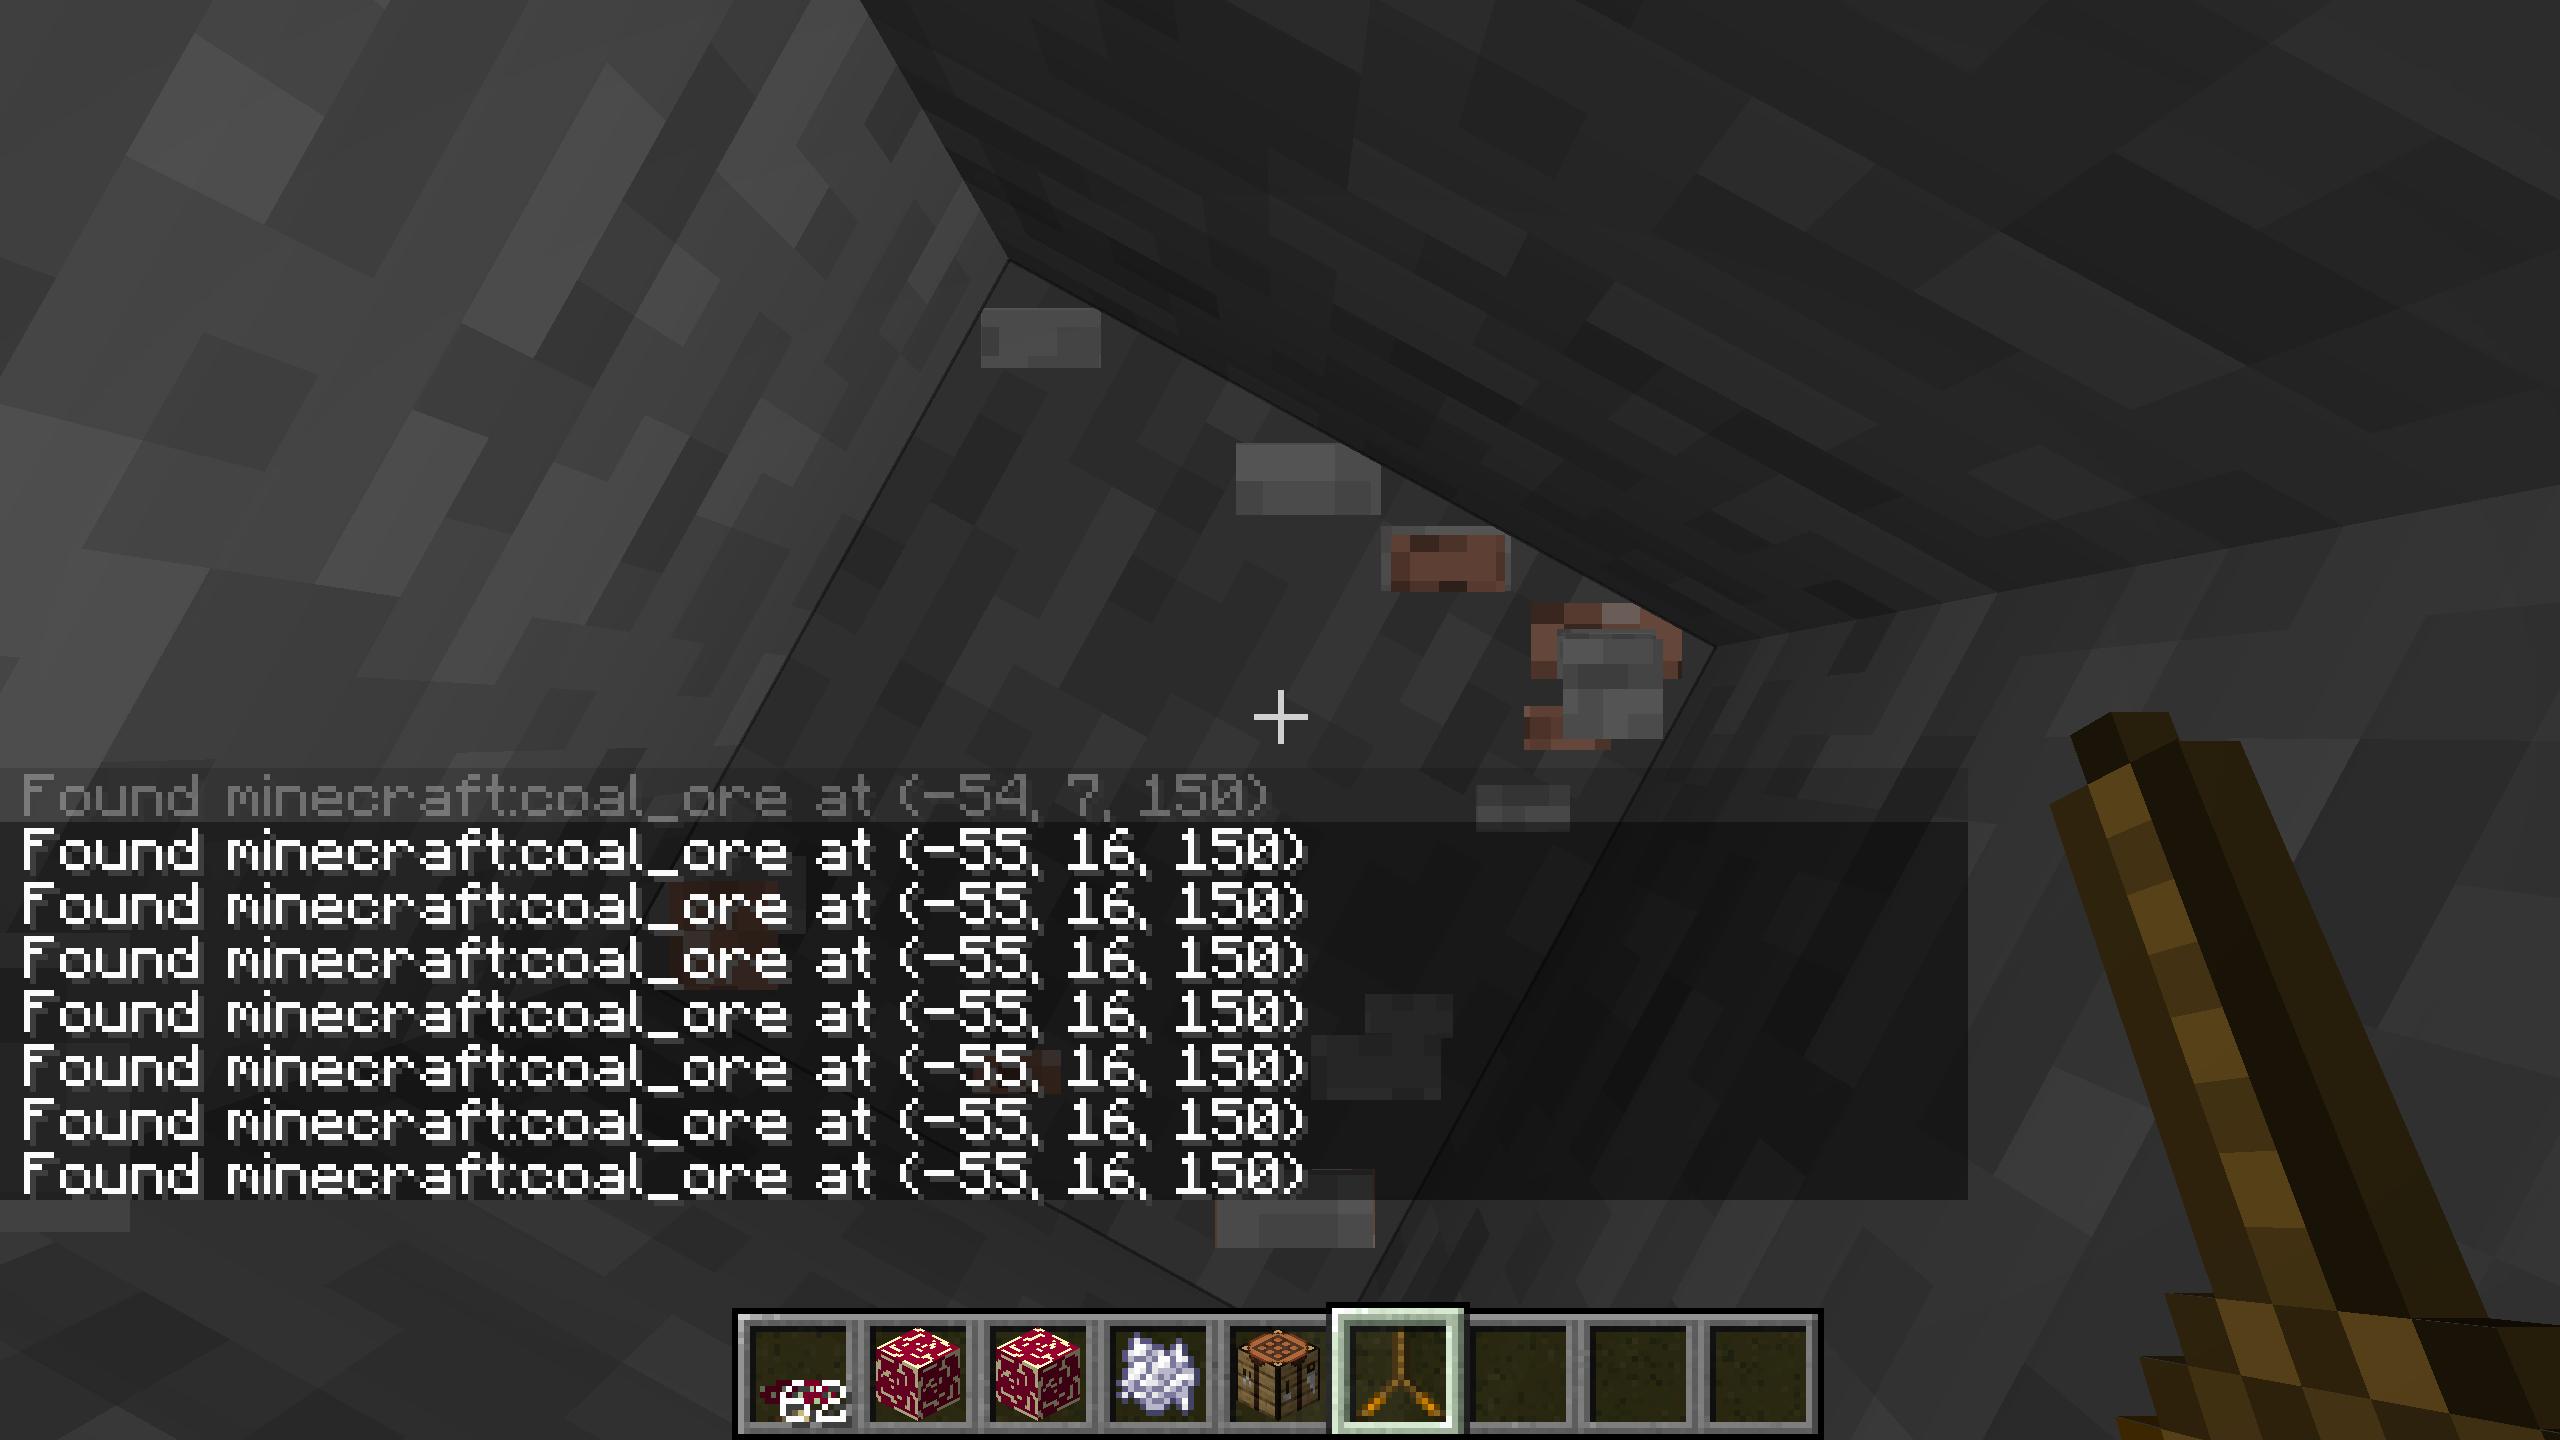 Found minecraft:coal_ore at (-54, 7, 150)
Found minecraft:coal_ore at (-55, 16, 150)
Found minecraft:coal_ore at (-55, 16, 150)
Found minecraft:coal_ore at (-55, 16, 150)
Found minecraft:coal_ore at (-55, 16, 150)
Found minecraft:coal_ore at (-55, 16, 150)
Found minecraft:coal_ore at (-55, 16, 150)
Found minecraft:coal_ore at (-55, 16, 150)